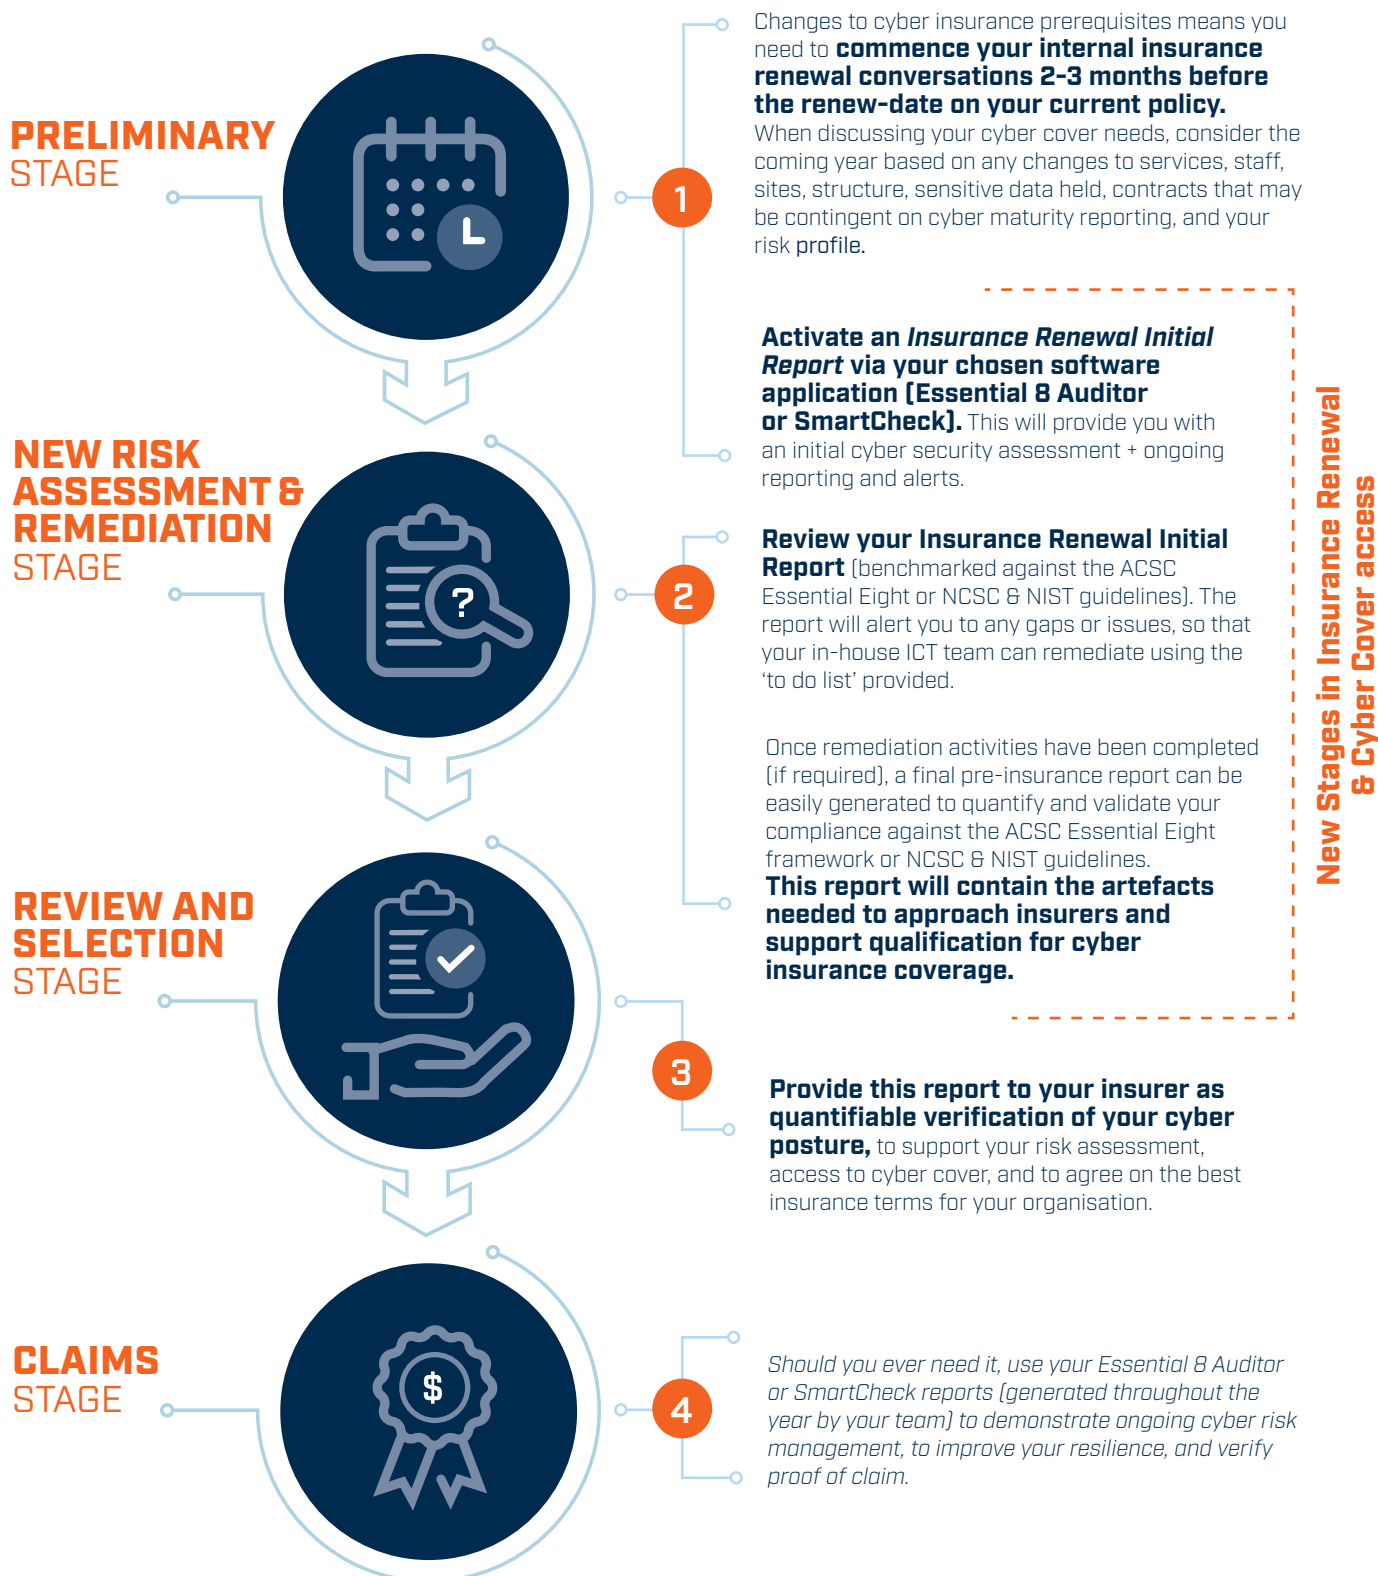 PRELIMINARY
STAGE
1
Changes to cyber insurance prerequisites means you
need to commence your internal insurance
renewal conversations 2-3 months before
the renew-date on your current policy.
When discussing your cyber cover needs, consider the
coming year based on any changes to services, staff,
sites, structure, sensitive data held, contracts that may
be contingent on cyber maturity reporting, and your
risk profile.
Activate an Insurance Renewal Initial
Report via your chosen software
application (Essential 8 Auditor
or SmartCheck). This will provide you with
an initial cyber security assessment + ongoing
reporting and alerts.
NEW RISK
ASSESSMENT &
REMEDIATION
STAGE
?
2
Review your Insurance Renewal Initial
Report (benchmarked against the ACSC
Essential Eight or NCSC & NIST guidelines). The
report will alert you to any gaps or issues, so that
your in-house ICT team can remediate using the
‘to do list’ provided.
Once remediation activities have been completed
(if required), a final pre-insurance report can be
easily generated to quantify and validate your
compliance against the ACSC Essential Eight
framework or NCSC & NIST guidelines.
This report will contain the artefacts
needed to approach insurers and
support qualification for cyber
insurance coverage.
New Stages in Insurance Renewal
& Cyber Cover access
REVIEW AND
SELECTION
STAGE
3
Provide this report to your insurer as
quantifiable verification of your cyber
posture, to support your risk assessment,
access to cyber cover, and to agree on the best
insurance terms for your organisation.
CLAIMS
STAGE
$
4
Should you ever need it, use your Essential 8 Auditor
or SmartCheck reports (generated throughout the
year by your team) to demonstrate ongoing cyber risk
management, to improve your resilience, and verify
proof of claim.